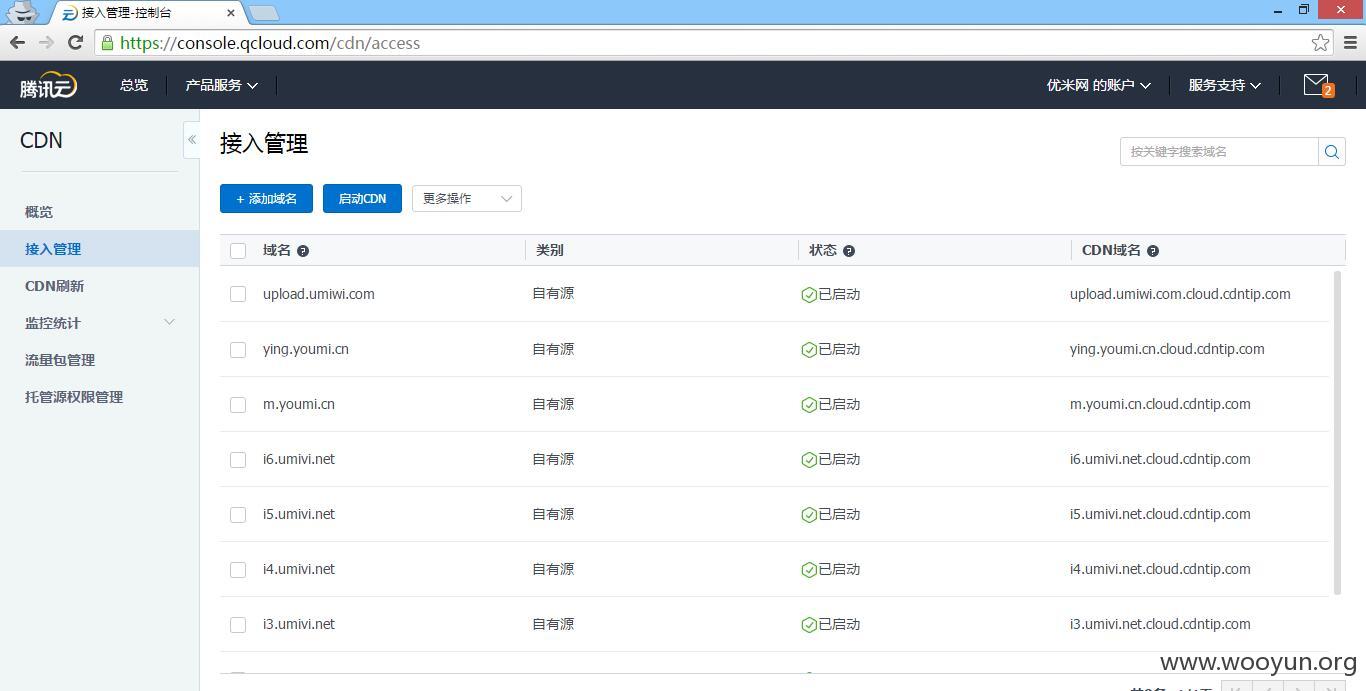 接入管理-控制台
https://console.qcloud.com/cdn/access
腾讯云 总览 产品服务 优米网 的账户 服务支持 2
CDN
概览
接入管理
CDN刷新
监控统计
流量包管理
托管源权限管理
接入管理
按关键字搜索域名
+ 添加域名 启动CDN 更多操作
域名 类别 状态 CDN域名
upload.umiwi.com 自有源 已启动 upload.umiwi.com.cloud.cdntip.com
ying.youmi.cn 自有源 已启动 ying.youmi.cn.cloud.cdntip.com
m.youmi.cn 自有源 已启动 m.youmi.cn.cloud.cdntip.com
i6.umivi.net 自有源 已启动 i6.umivi.net.cloud.cdntip.com
i5.umivi.net 自有源 已启动 i5.umivi.net.cloud.cdntip.com
i4.umivi.net 自有源 已启动 i4.umivi.net.cloud.cdntip.com
i3.umivi.net 自有源 已启动 i3.umivi.net.cloud.cdntip.com
www.wooyun.org